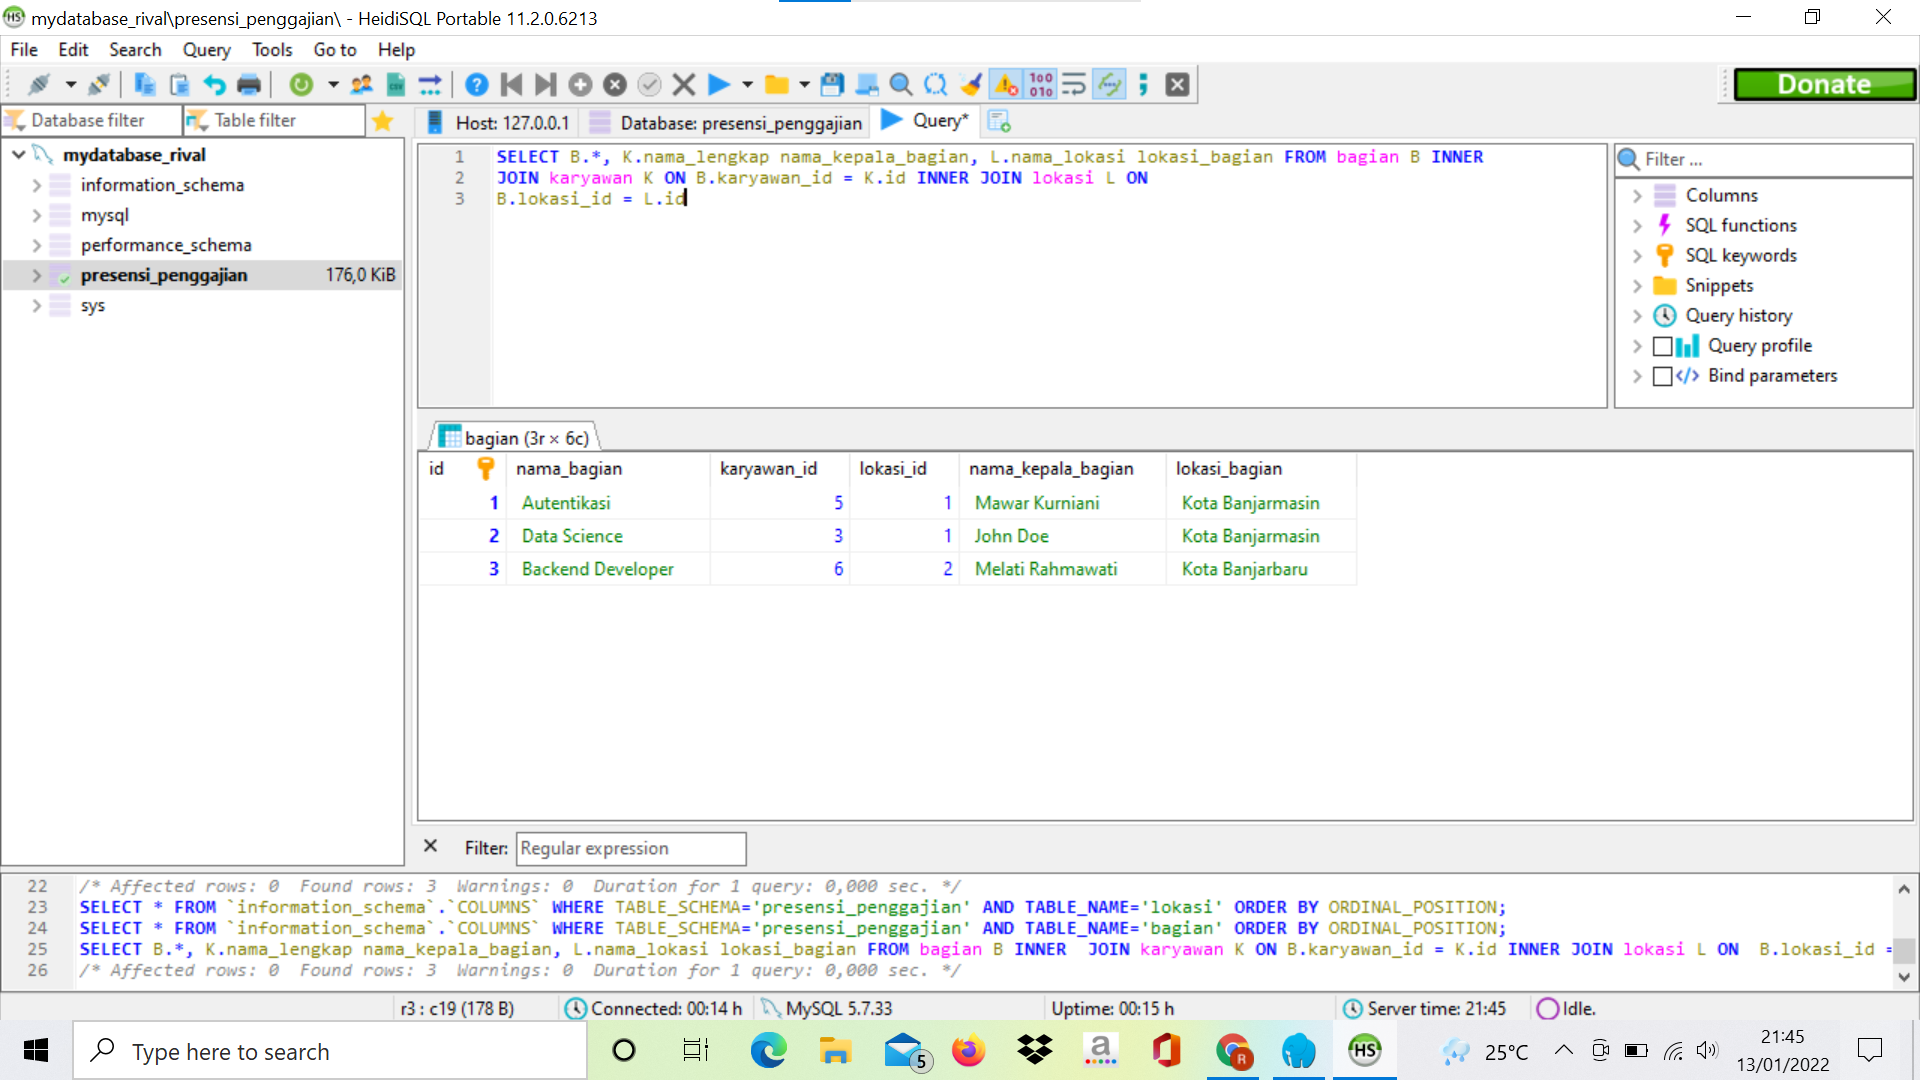 mydatabase_rival\presensi_penggajian\ - HeidiSQL Portable 11.2.0.6213
File Edit Search Query Tools Go to Help
Donate
Database filter
Table filter
Host: 127.0.0.1
Database: presensi_penggajian
Query*
mydatabase_rival
information_schema
mysql
performance_schema
presensi_penggajian 176,0 KiB
sys
1 SELECT B.*, K.nama_lengkap nama_kepala_bagian, L.nama_lokasi lokasi_bagian FROM bagian B INNER
2 JOIN karyawan K ON B.karyawan_id = K.id INNER JOIN lokasi L ON
3 B.lokasi_id = L.id
Filter ...
Columns
SQL functions
SQL keywords
Snippets
Query history
Query profile
Bind parameters
bagian (3r × 6c)
id nama_bagian karyawan_id lokasi_id nama_kepala_bagian lokasi_bagian
1 Autentikasi 5 1 Mawar Kurniani Kota Banjarmasin
2 Data Science 3 1 John Doe Kota Banjarmasin
3 Backend Developer 6 2 Melati Rahmawati Kota Banjarbaru
Filter: Regular expression
22 /* Affected rows: 0 Found rows: 3 Warnings: 0 Duration for 1 query: 0,000 sec. */
23 SELECT * FROM `information_schema`.`COLUMNS` WHERE TABLE_SCHEMA='presensi_penggajian' AND TABLE_NAME='lokasi' ORDER BY ORDINAL_POSITION;
24 SELECT * FROM `information_schema`.`COLUMNS` WHERE TABLE_SCHEMA='presensi_penggajian' AND TABLE_NAME='bagian' ORDER BY ORDINAL_POSITION;
25 SELECT B.*, K.nama_lengkap nama_kepala_bagian, L.nama_lokasi lokasi_bagian FROM bagian B INNER JOIN karyawan K ON B.karyawan_id = K.id INNER JOIN lokasi L ON B.lokasi_id =
26 /* Affected rows: 0 Found rows: 3 Warnings: 0 Duration for 1 query: 0,000 sec. */
r3 : c19 (178 B) Connected: 00:14 h MySQL 5.7.33 Uptime: 00:15 h Server time: 21:45 Idle.
Type here to search
5
a
R
HS
25°C
21:45
13/01/2022